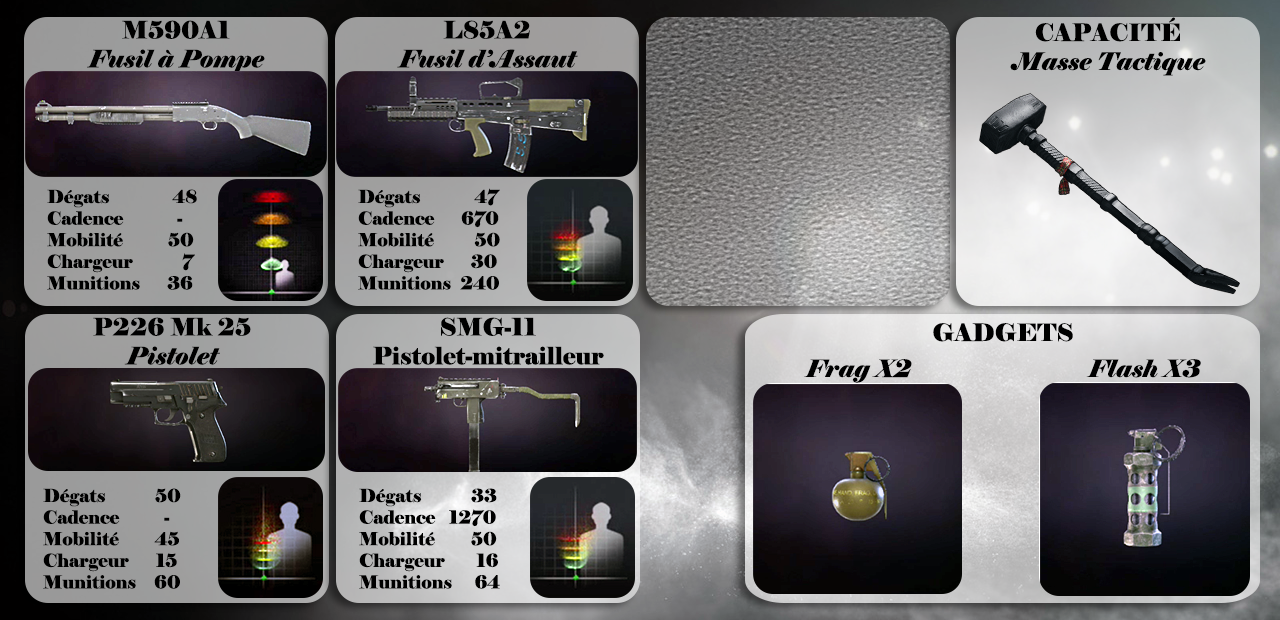 M590A1
Fusil à Pompe
Dégats 48
Cadence -
Mobilité 50
Chargeur 7
Munitions 36
L85A2
Fusil d'Assaut
Dégats 47
Cadence 670
Mobilité 50
Chargeur 30
Munitions 240
CAPACITÉ
Masse Tactique
P226 Mk 25
Pistolet
Dégats 50
Cadence -
Mobilité 45
Chargeur 15
Munitions 60
SMG-11
Pistolet-mitrailleur
Dégats 33
Cadence 1270
Mobilité 50
Chargeur 16
Munitions 64
GADGETS
Frag X2
Flash X3